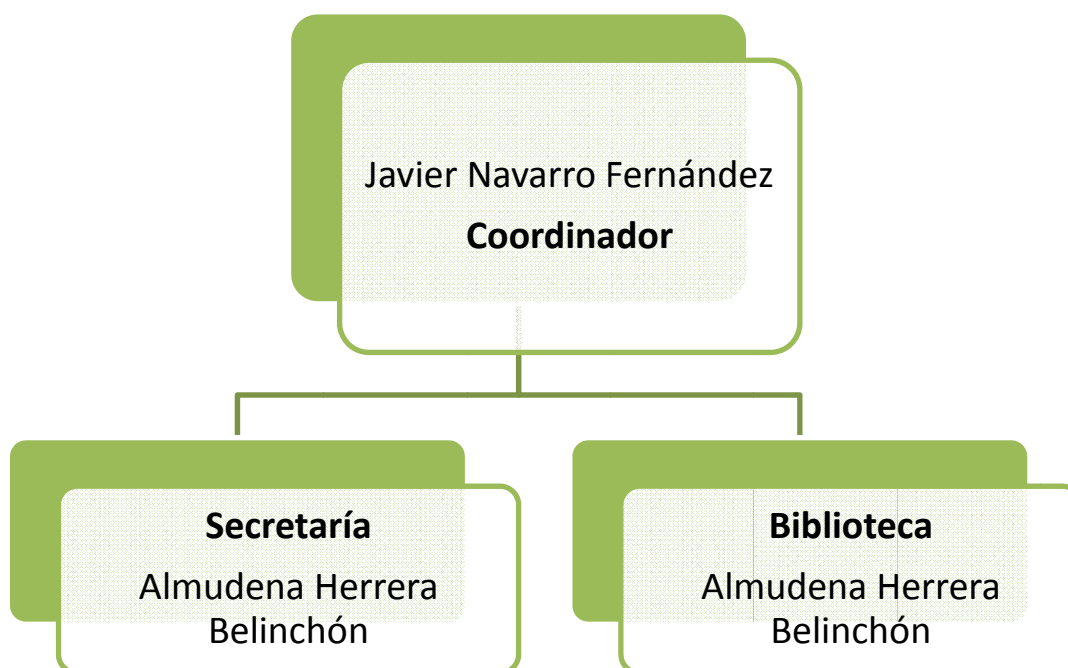 Javier Navarro Fernández
Coordinador
Secretaría
Almudena Herrera
Belinchón
Biblioteca
Almudena Herrera
Belinchón